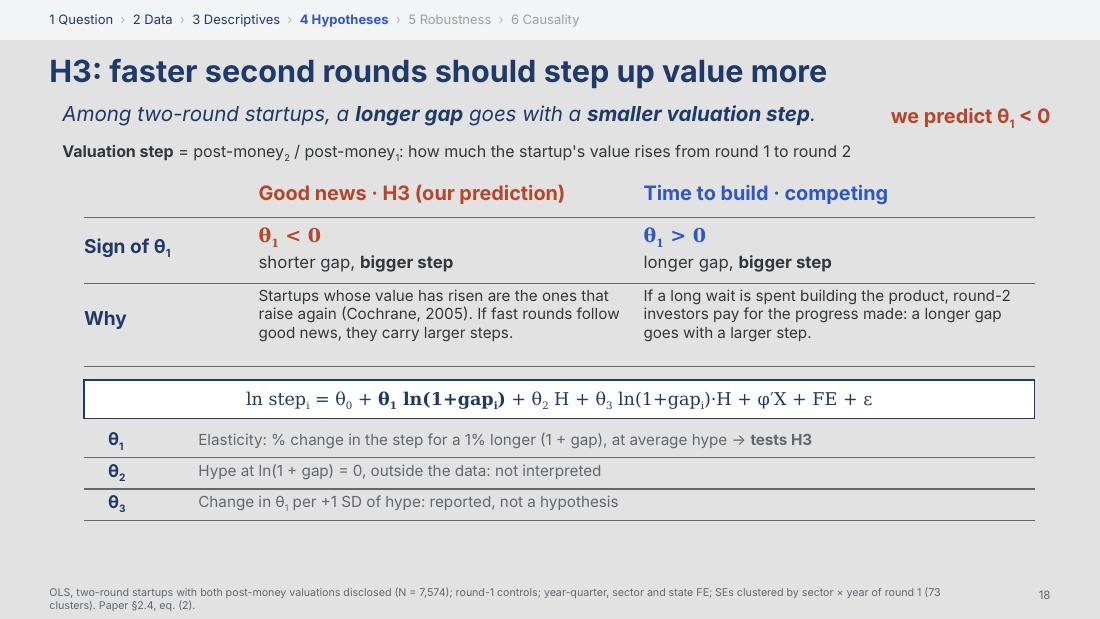 1 Question › 2 Data › 3 Descriptives › 4 Hypotheses › 5 Robustness › 6 Causality
H3: faster second rounds should step up value more
Among two-round startups, a longer gap goes with a smaller valuation step.
we predict θ₁ < 0
Valuation step = post-money₂ / post-money₁: how much the startup's value rises from round 1 to round 2
Good news · H3 (our prediction)
Time to build · competing
Sign of θ₁
θ₁ < 0
shorter gap, bigger step
θ₁ > 0
longer gap, bigger step
Why
Startups whose value has risen are the ones that
raise again (Cochrane, 2005). If fast rounds follow
good news, they carry larger steps.
If a long wait is spent building the product, round-2
investors pay for the progress made: a longer gap
goes with a larger step.
ln stepᵢ = θ₀ + θ₁ ln(1+gapᵢ) + θ₂ H + θ₃ ln(1+gapᵢ)·H + φ′X + FE + ε
θ₁ Elasticity: % change in the step for a 1% longer (1 + gap), at average hype → tests H3
θ₂ Hype at ln(1 + gap) = 0, outside the data: not interpreted
θ₃ Change in θ₁ per +1 SD of hype: reported, not a hypothesis
OLS, two-round startups with both post-money valuations disclosed (N = 7,574); round-1 controls; year-quarter, sector and state FE; SEs clustered by sector × year of round 1 (73
clusters). Paper §2.4, eq. (2).
18